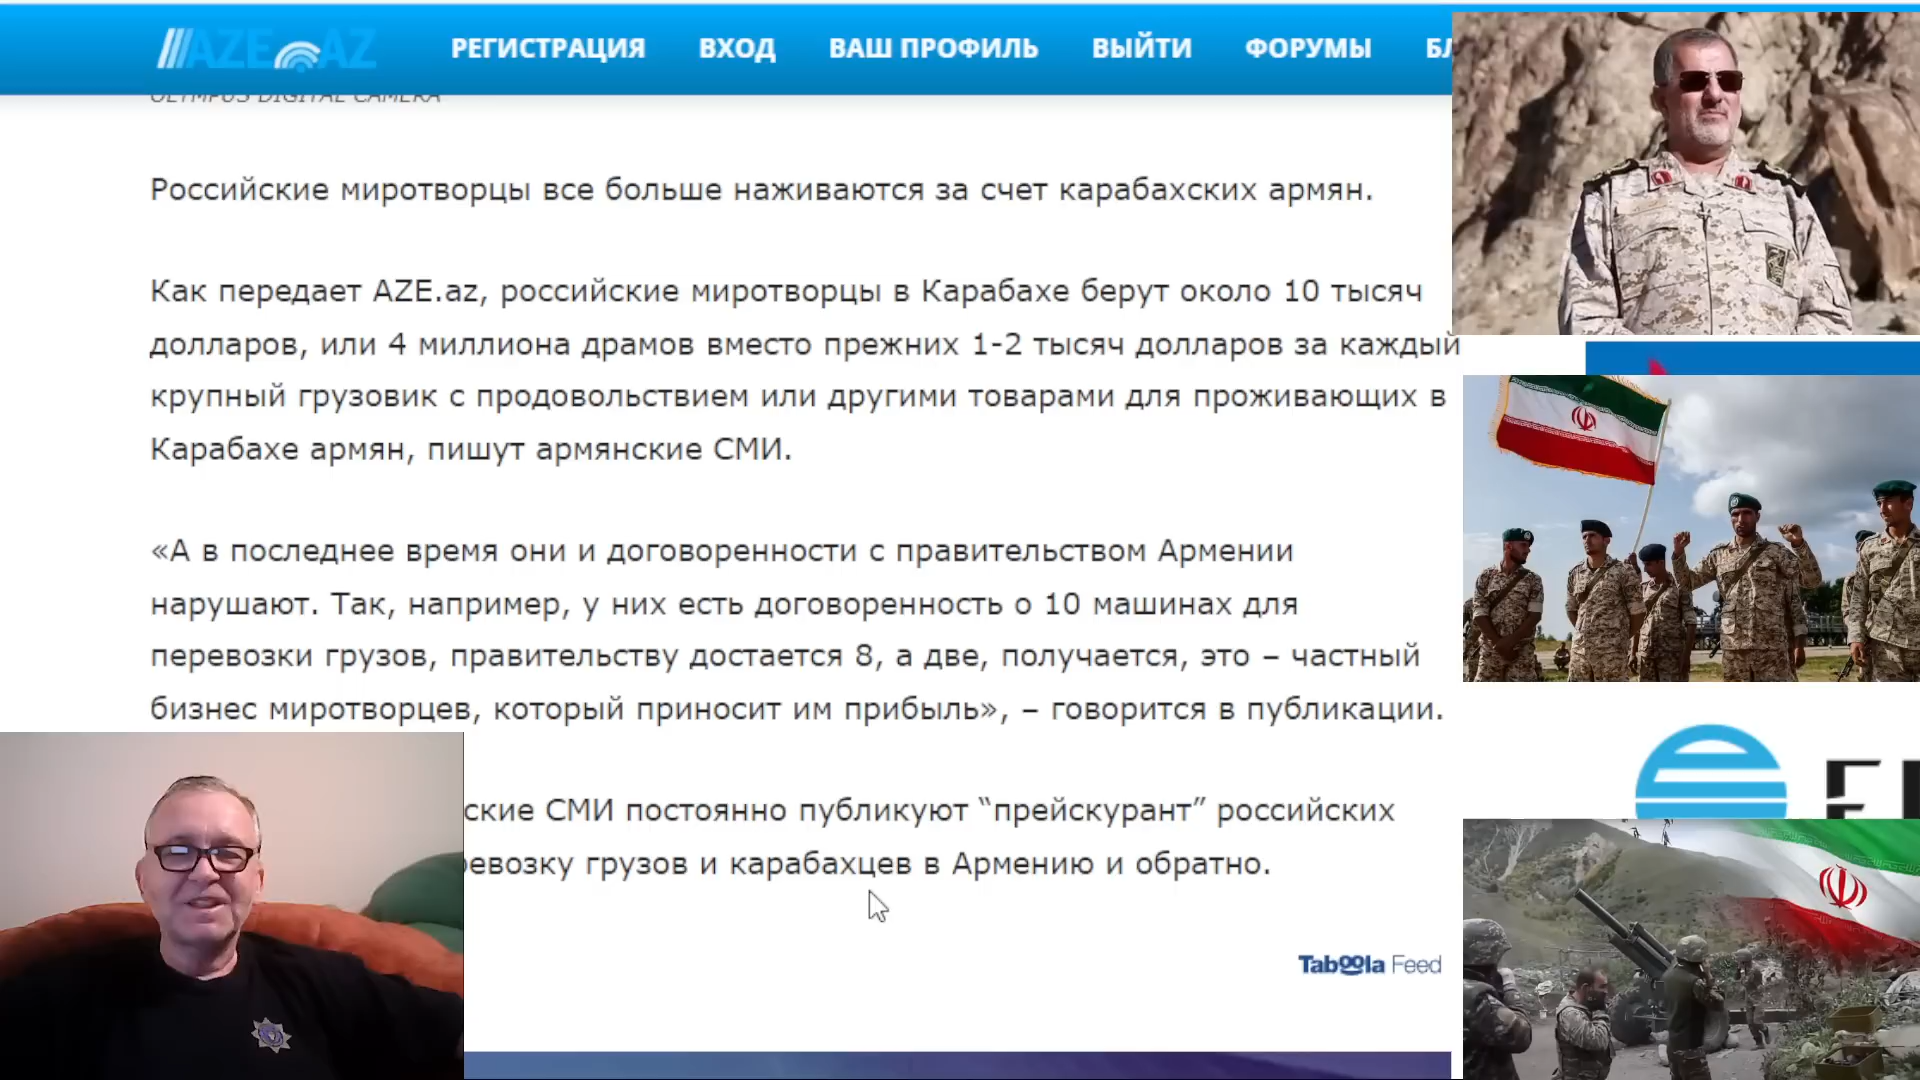 AZE AZ
РЕГИСТРАЦИЯ ВХОД ВАШ ПРОФИЛЬ ВЫЙТИ ФОРУМЫ
OLYMPUS DIGITAL CAMERA
Российские миротворцы все больше наживаются за счет карабахских армян.
Как передает AZE.az, российские миротворцы в Карабахе берут около 10 тысяч
долларов, или 4 миллиона драмов вместо прежних 1-2 тысяч долларов за каждый
крупный грузовик с продовольствием или другими товарами для проживающих в
Карабахе армян, пишут армянские СМИ.
«А в последнее время они и договоренности с правительством Армении
нарушают. Так, например, у них есть договоренность о 10 машинах для
перевозки грузов, правительству достается 8, а две, получается, это – частный
бизнес миротворцев, который приносит им прибыль», – говорится в публикации.
ские СМИ постоянно публикуют “прейскурант” российских
ревозку грузов и карабахцев в Армению и обратно.
Taboola Feed